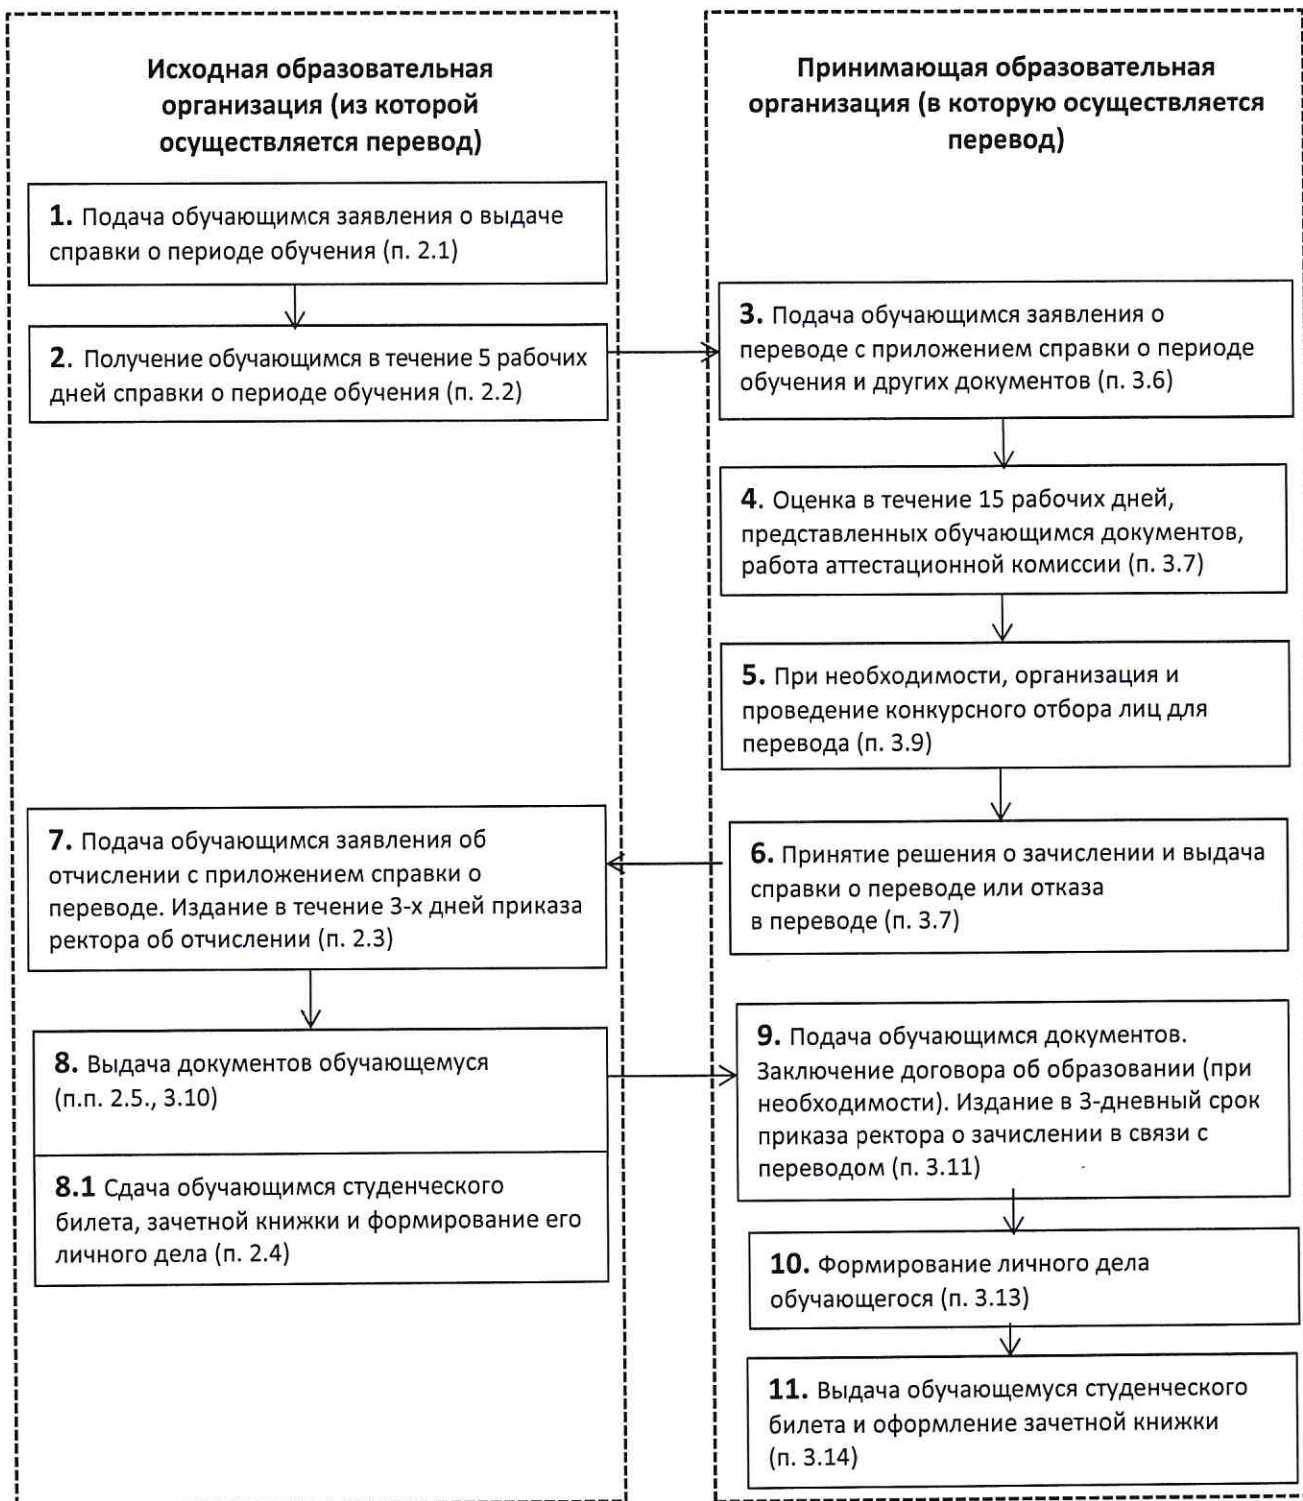 Исходная образовательная
организация (из которой
осуществляется перевод)
Принимающая образовательная
организация (в которую осуществляется
перевод)
1. Подача обучающимся заявления о выдаче
справки о периоде обучения (п. 2.1)
2. Получение обучающимся в течение 5 рабочих
дней справки о периоде обучения (п. 2.2)
3. Подача обучающимся заявления о
переводе с приложением справки о периоде
обучения и других документов (п. 3.6)
4. Оценка в течение 15 рабочих дней,
представленных обучающимся документов,
работа аттестационной комиссии (п. 3.7)
5. При необходимости, организация и
проведение конкурсного отбора лиц для
перевода (п. 3.9)
6. Принятие решения о зачислении и выдача
справки о переводе или отказа
в переводе (п. 3.7)
7. Подача обучающимся заявления об
отчислении с приложением справки о
переводе. Издание в течение 3-х дней приказа
ректора об отчислении (п. 2.3)
8. Выдача документов обучающемуся
(п.п. 2.5., 3.10)
8.1 Сдача обучающимся студенческого
билета, зачетной книжки и формирование его
личного дела (п. 2.4)
9. Подача обучающимся документов.
Заключение договора об образовании (при
необходимости). Издание в 3-дневный срок
приказа ректора о зачислении в связи с
переводом (п. 3.11)
10. Формирование личного дела
обучающегося (п. 3.13)
11. Выдача обучающемуся студенческого
билета и оформление зачетной книжки
(п. 3.14)